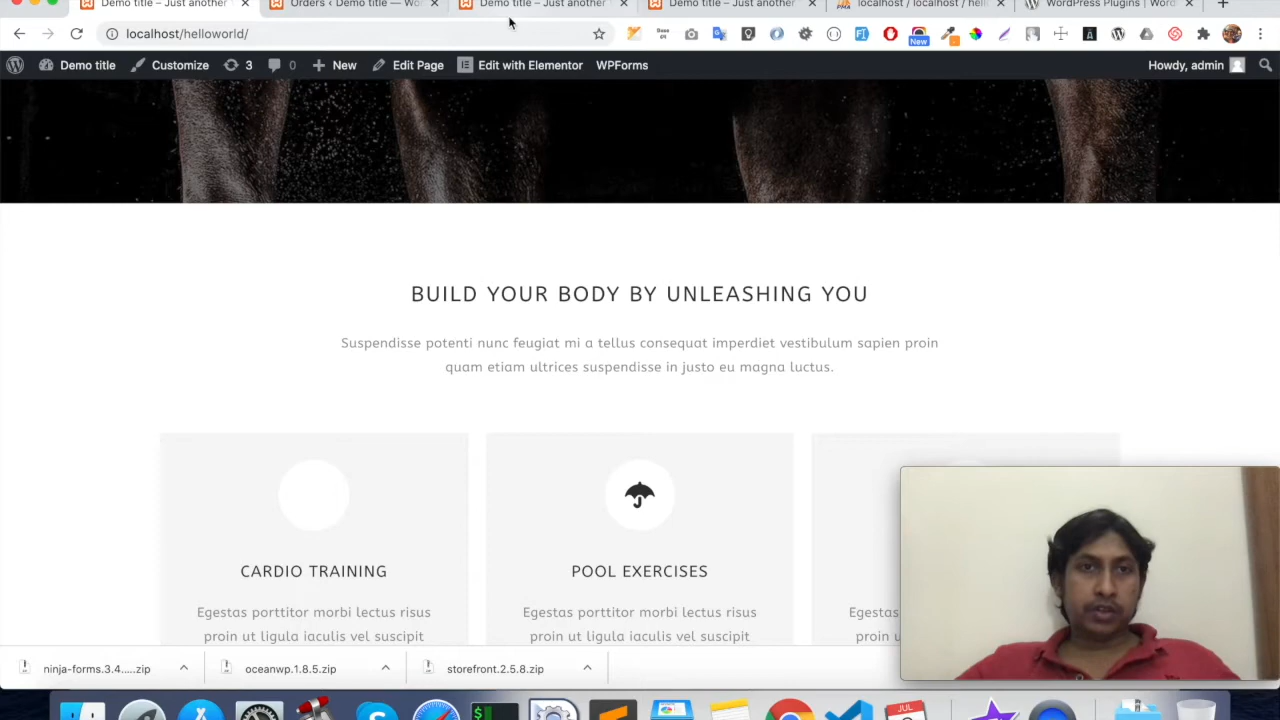 Demo title – Just another
Orders ‹ Demo title — Wor
Demo title – Just another
Demo title – Just another
localhost / localhost / hell
WordPress Plugins | Word
localhost/helloworld/
New
Demo title
Customize
3
0
New
Edit Page
Edit with Elementor
WPForms
Howdy, admin
BUILD YOUR BODY BY UNLEASHING YOU
Suspendisse potenti nunc feugiat mi a tellus consequat imperdiet vestibulum sapien proin
quam etiam ultrices suspendisse in justo eu magna luctus.
CARDIO TRAINING
Egestas porttitor morbi lectus risus
proin ut ligula iaculis vel suscipit
POOL EXERCISES
Egestas porttitor morbi lectus risus
proin ut ligula iaculis vel suscipit
Egestas
proin ut
ninja-forms.3.4.....zip
oceanwp.1.8.5.zip
storefront.2.5.8.zip
JUL